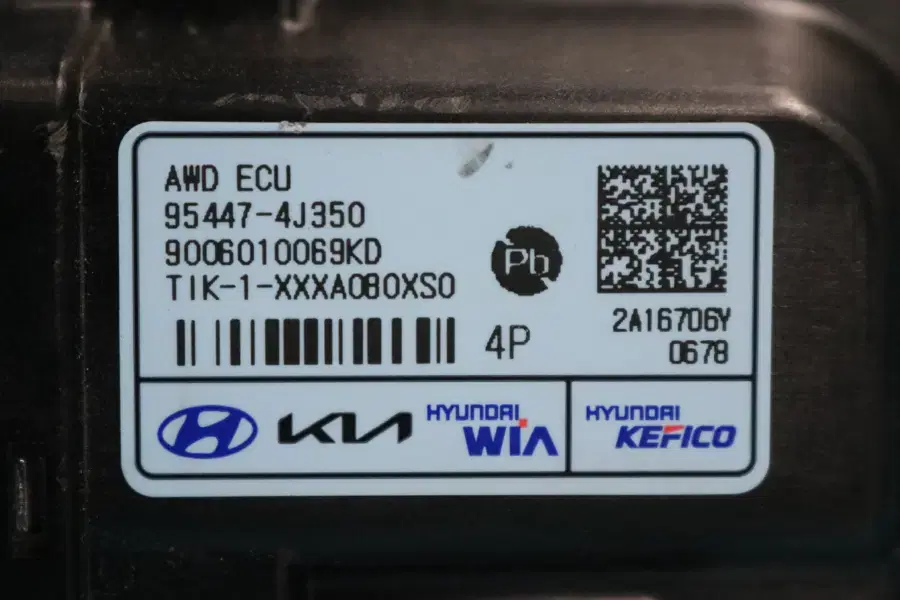 AWD ECU
95447-4J350
9006010069KD
TIK-1-XXXA080XS0
Pb
4P
2A16706Y
0678
KIA
HYUNDAI
WIA
HYUNDAI
KEFICO